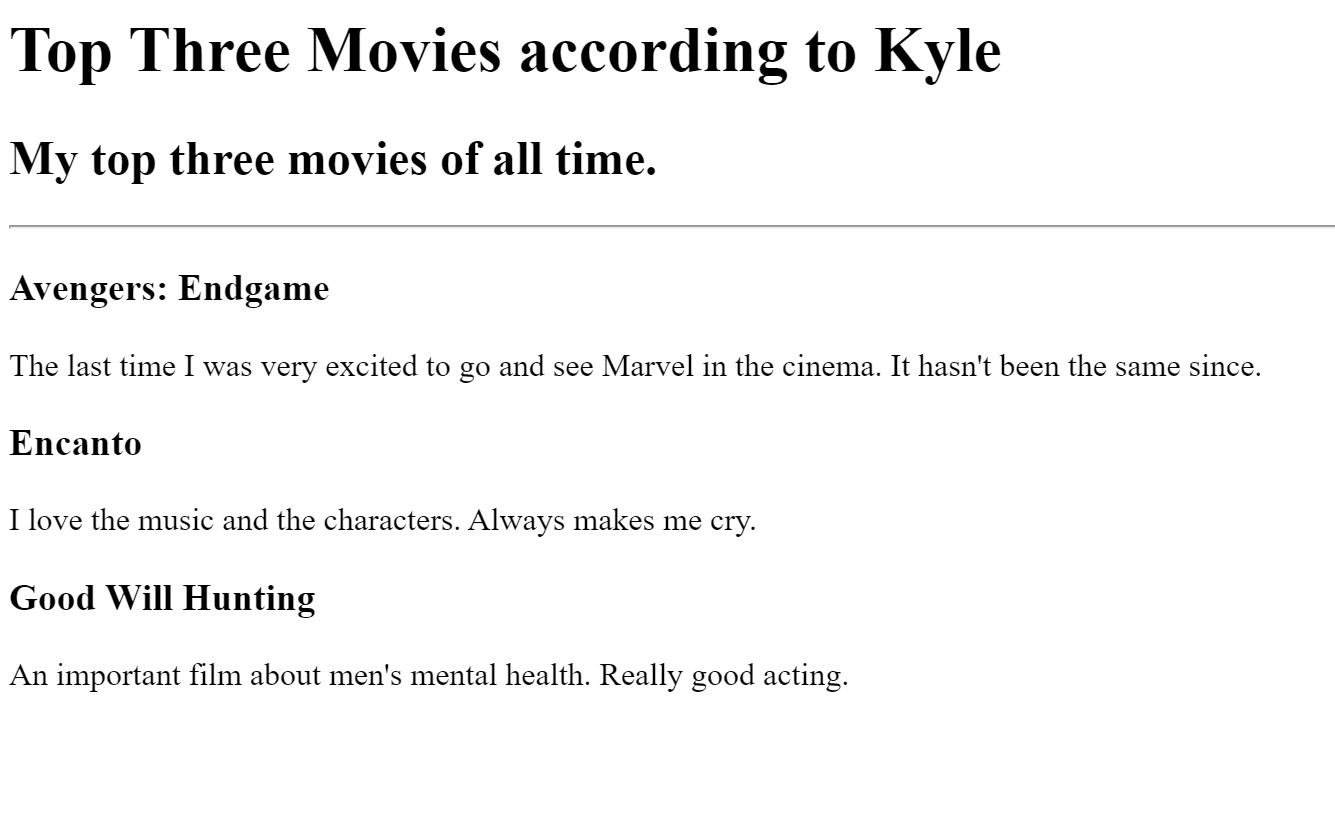 Top Three Movies according to Kyle
My top three movies of all time.
Avengers: Endgame
The last time I was very excited to go and see Marvel in the cinema. It hasn't been the same since.
Encanto
I love the music and the characters. Always makes me cry.
Good Will Hunting
An important film about men's mental health. Really good acting.